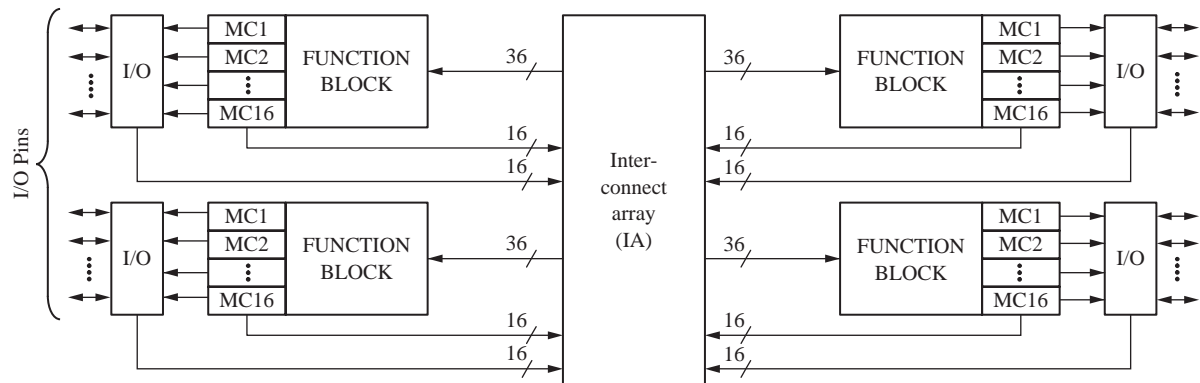 I/O Pins
I/O
MC1
MC2
MC16
FUNCTION
BLOCK
36
16
16
I/O
MC1
MC2
MC16
FUNCTION
BLOCK
36
16
16
Inter-
connect
array
(IA)
36
FUNCTION
BLOCK
MC1
MC2
MC16
I/O
16
16
36
FUNCTION
BLOCK
MC1
MC2
MC16
I/O
16
16